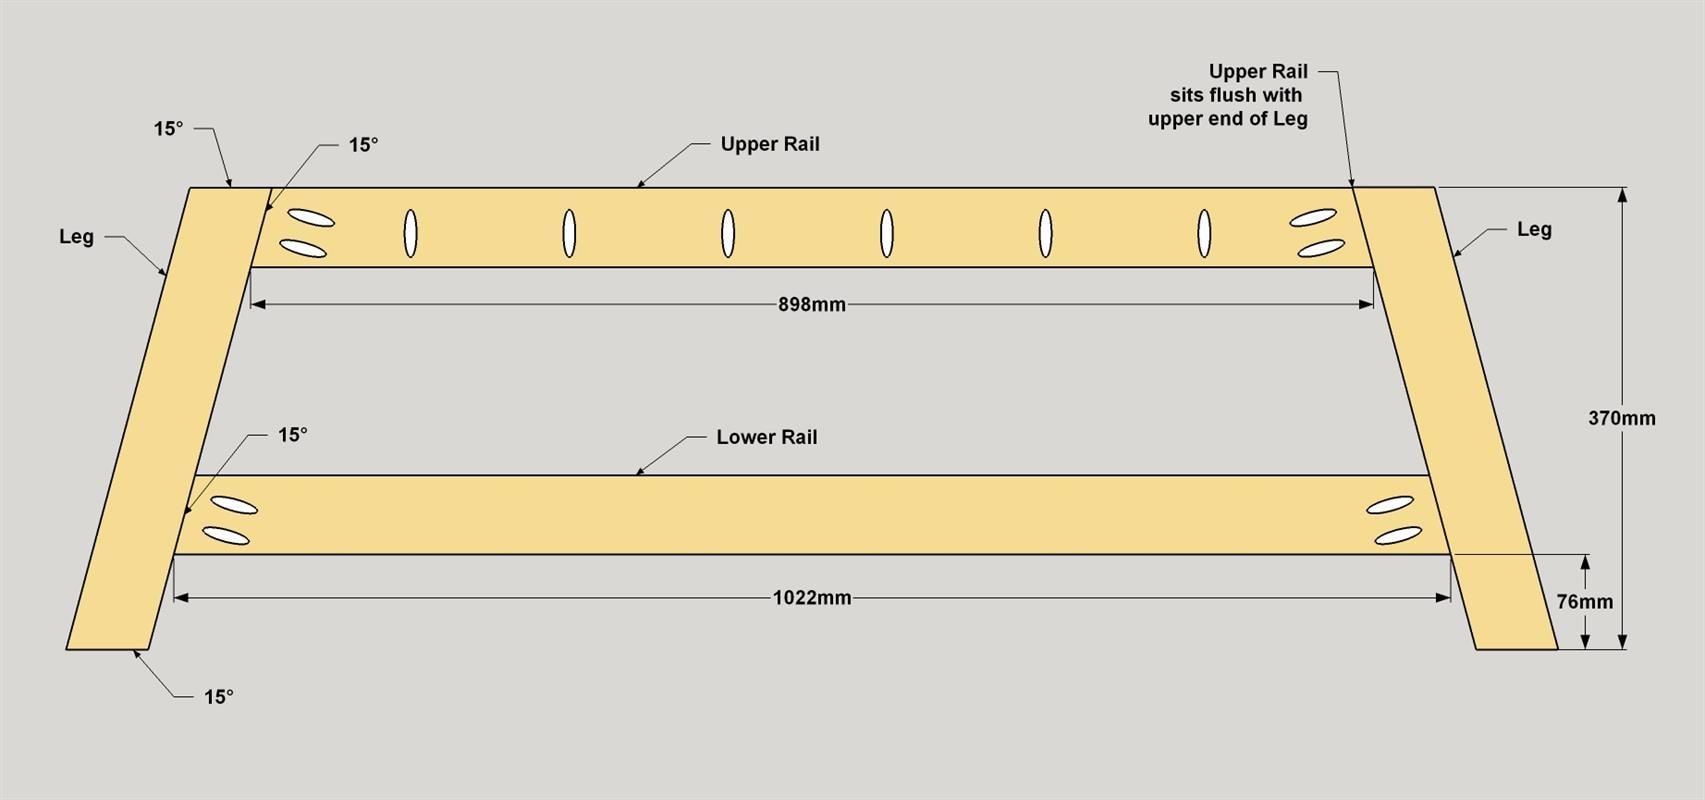 Upper Rail
sits flush with
upper end of Leg
15°
15°
Upper Rail
Leg
Leg
898mm
370mm
15°
Lower Rail
1022mm
76mm
15°